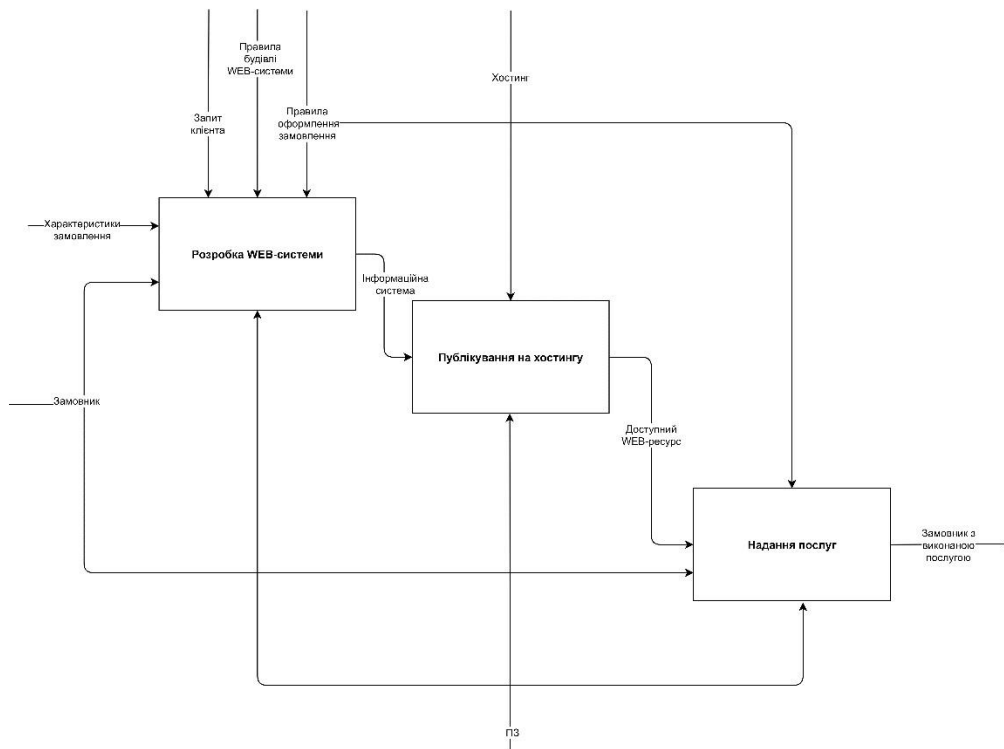 Правила
будівлі
WEB-системи
Хостинг
Запит
клієнта
Правила
оформлення
замовлення
Характеристики
замовлення
Розробка WEB-системи
Інформаційна
система
Публікування на хостингу
Замовник
Доступний
WEB-ресурс
Надання послуг
Замовник з
виконаною
послугою
ПЗ